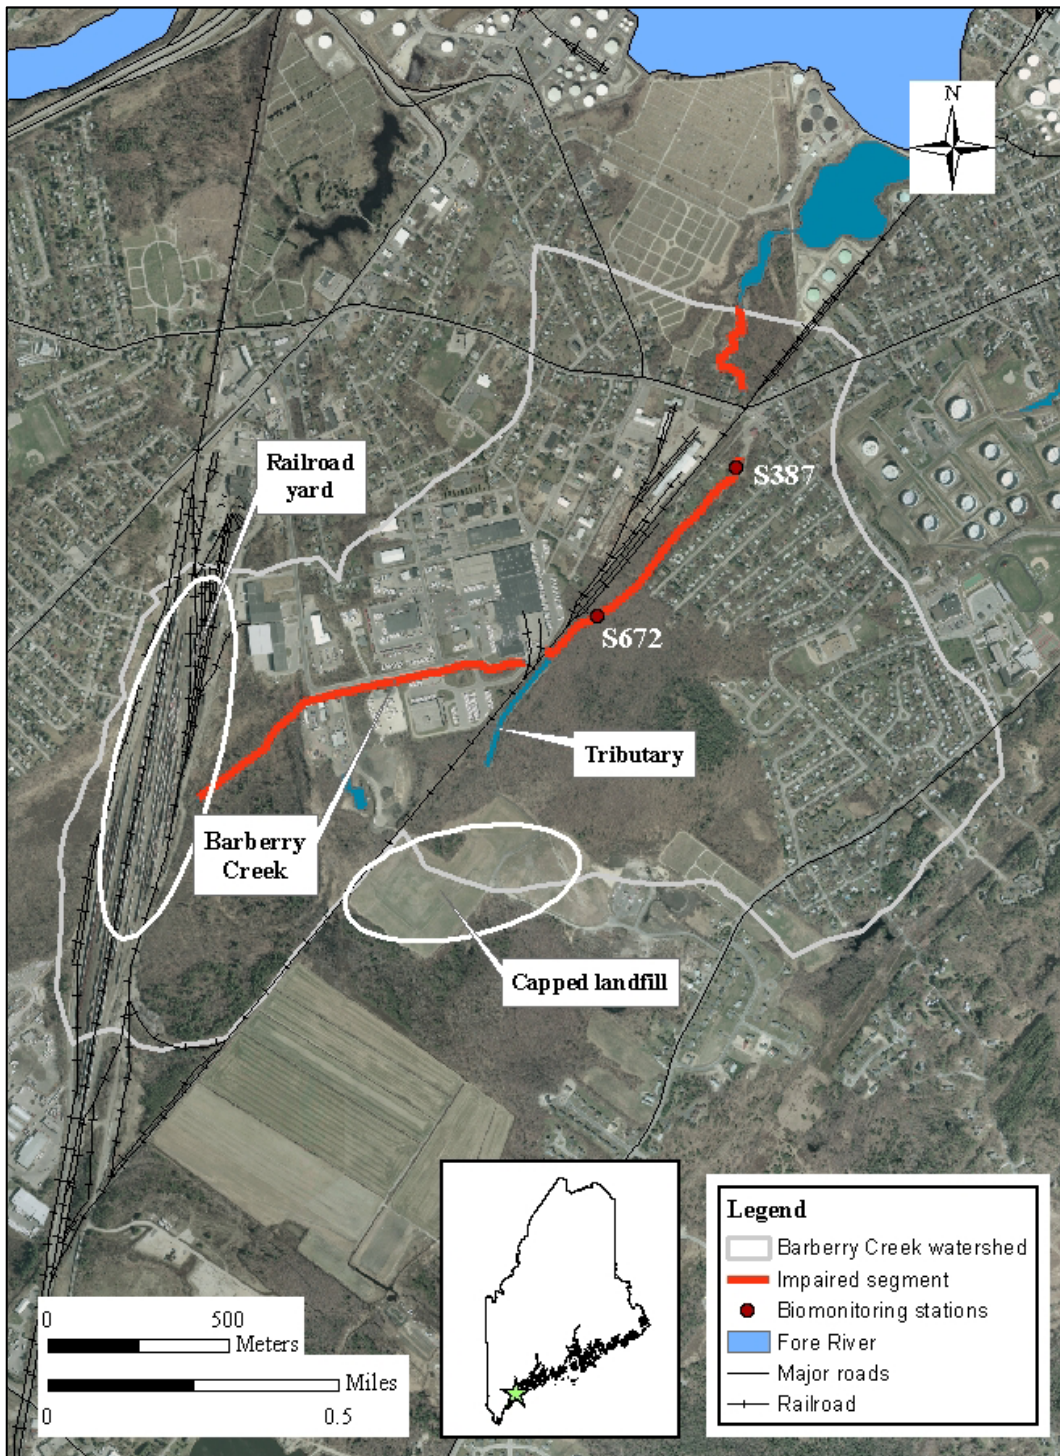 N
Railroad
yard
S387
S672
Tributary
Barberry
Creek
Capped landfill
Legend
Barberry Creek watershed
Impaired segment
Biomonitoring stations
Fore River
Major roads
Railroad
0 500
Meters
Miles
0 0.5